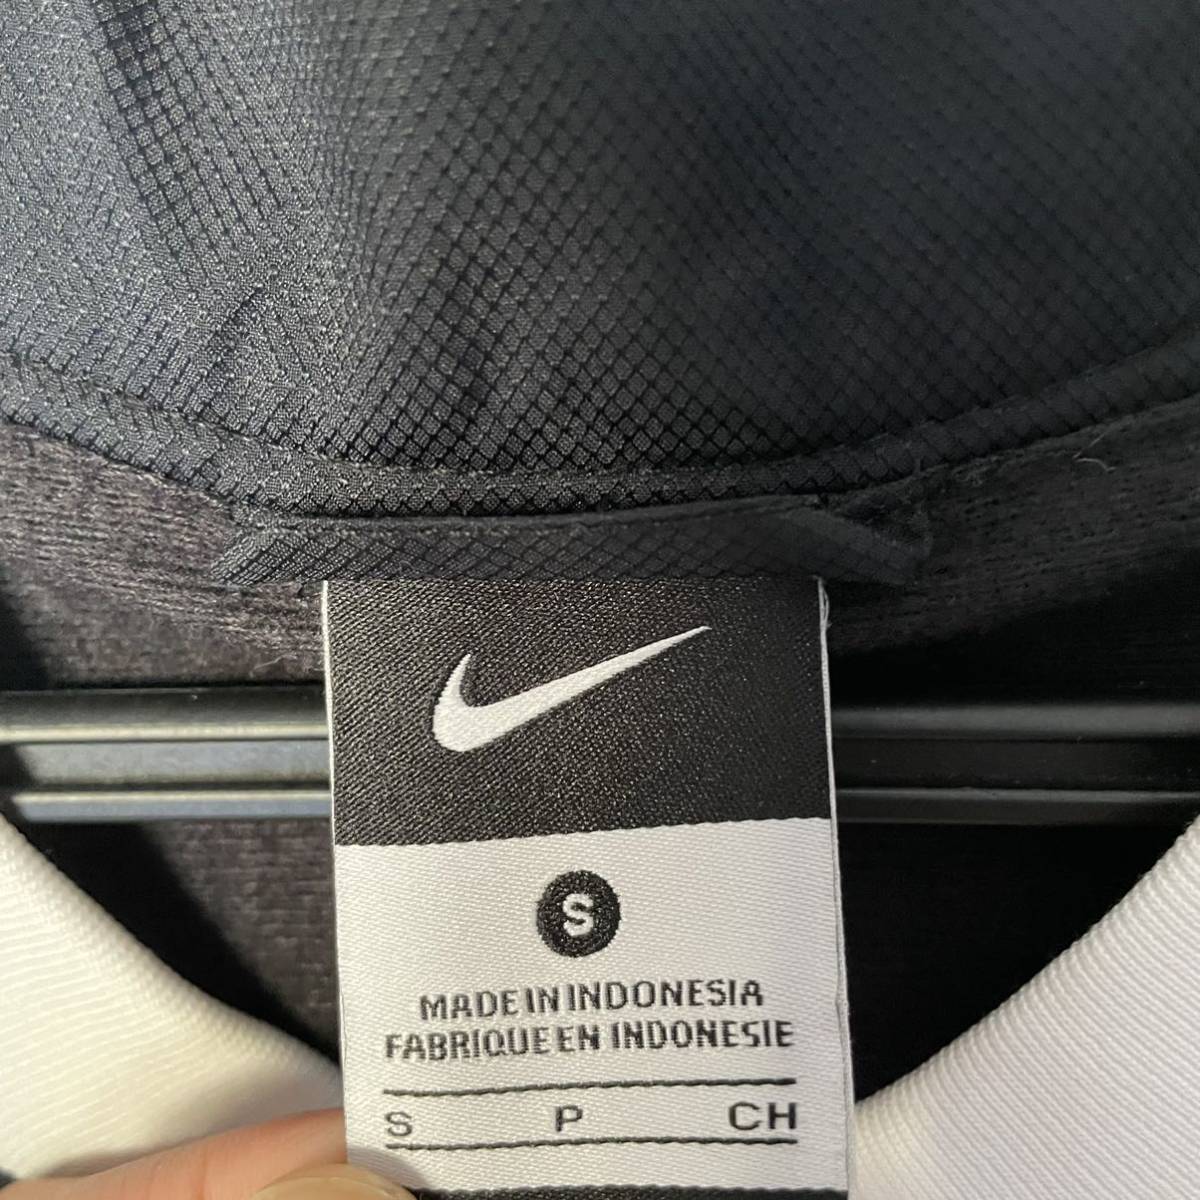 S
MADE IN INDONESIA
FABRIQUE EN INDONESIE
S P CH